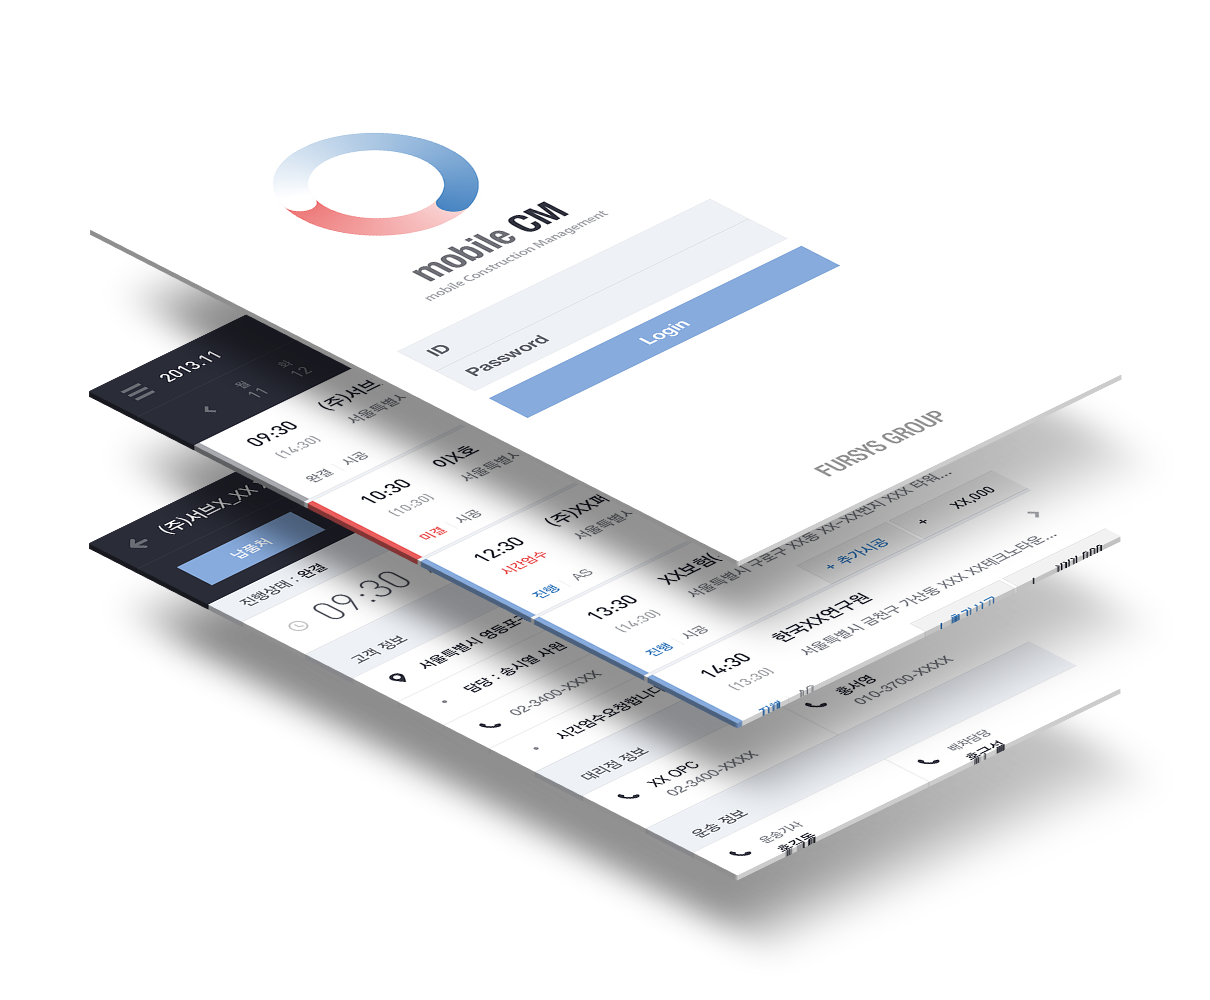 mobile CM
mobile Construction Management
ID
Password
Login
FURSYS GROUP
2013.11
월 화
11 12
09:30 (주)서브
(14:30) 서울특별시
완결 시공
10:30 이X호
(10:30) 서울특별시
미결 시공
12:30 (주)XX퍼
시간엄수 서울특별시
진행 AS
13:30 XX보험(
(14:30) 서울특별시 구로구 XX동 XX-XX번지 XXX 타워...
진행 시공
+ 추가시공 + XX,000
14:30 한국XX연구원
(13:30) 서울특별시 금천구 가산동 XXX XX테크노타운...
(주)서브X_XX
납품처
진행상태 : 완결
09:30
고객 정보
서울특별시 영등포구
담당 : 송시열 사원
02-3400-XXXX
시간엄수요청합니다
대리점 정보
XX OPC
02-3400-XXXX
홍서영
010-3700-XXXX
운송 정보
운송기사
홍길동
배차담당